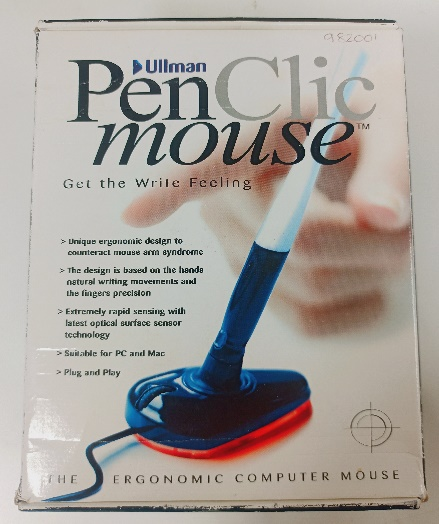 982001
Ullman
PenClic
mouse™
Get the Write Feeling
> Unique ergonomic design to
counteract mouse arm syndrome
> The design is based on the hands
natural writing movements and
the fingers precision
> Extremely rapid sensing with
latest optical surface sensor
technology
> Suitable for PC and Mac
> Plug and Play
THE ERGONOMIC COMPUTER MOUSE